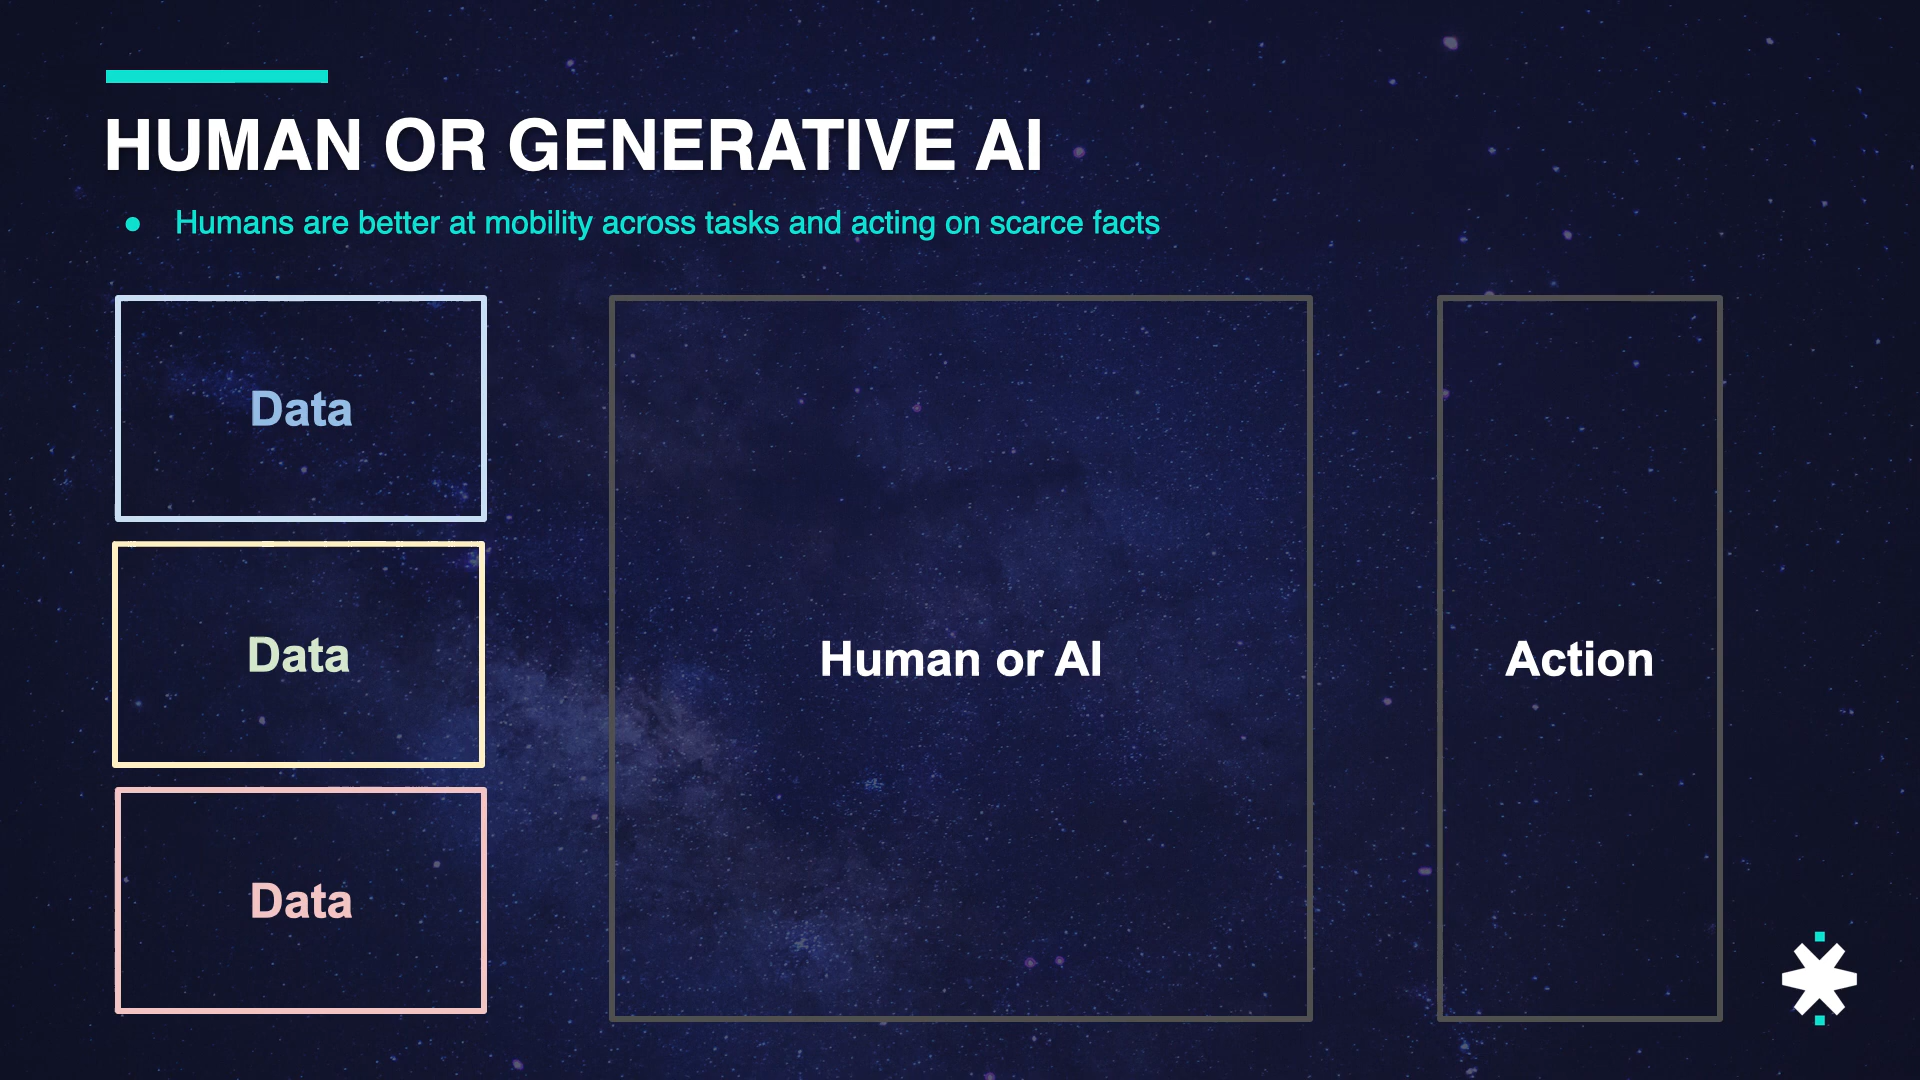 HUMAN OR GENERATIVE AI
● Humans are better at mobility across tasks and acting on scarce facts
Data
Data
Data
Human or AI
Action